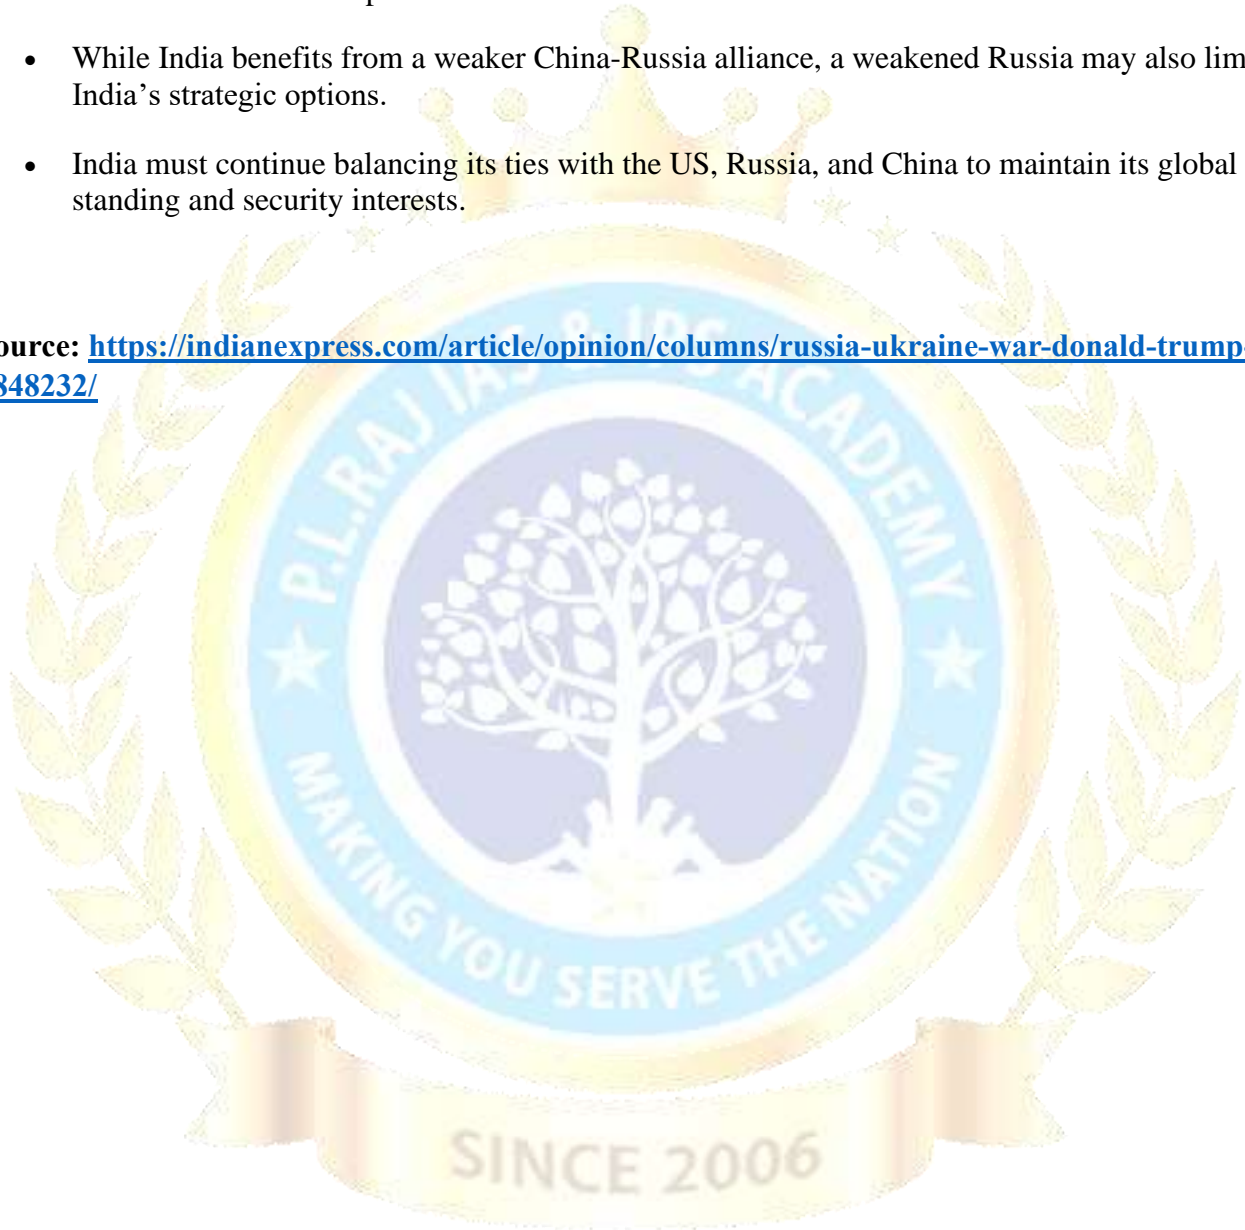 While India benefits from a weaker China-Russia alliance, a weakened Russia may also lim
India’s strategic options.
India must continue balancing its ties with the US, Russia, and China to maintain its global
standing and security interests.
ource: https://indianexpress.com/article/opinion/columns/russia-ukraine-war-donald-trump-
848232/
P.L.RAJ IAS & IPS ACADEMY
MAKING YOU SERVE THE NATION
SINCE 2006